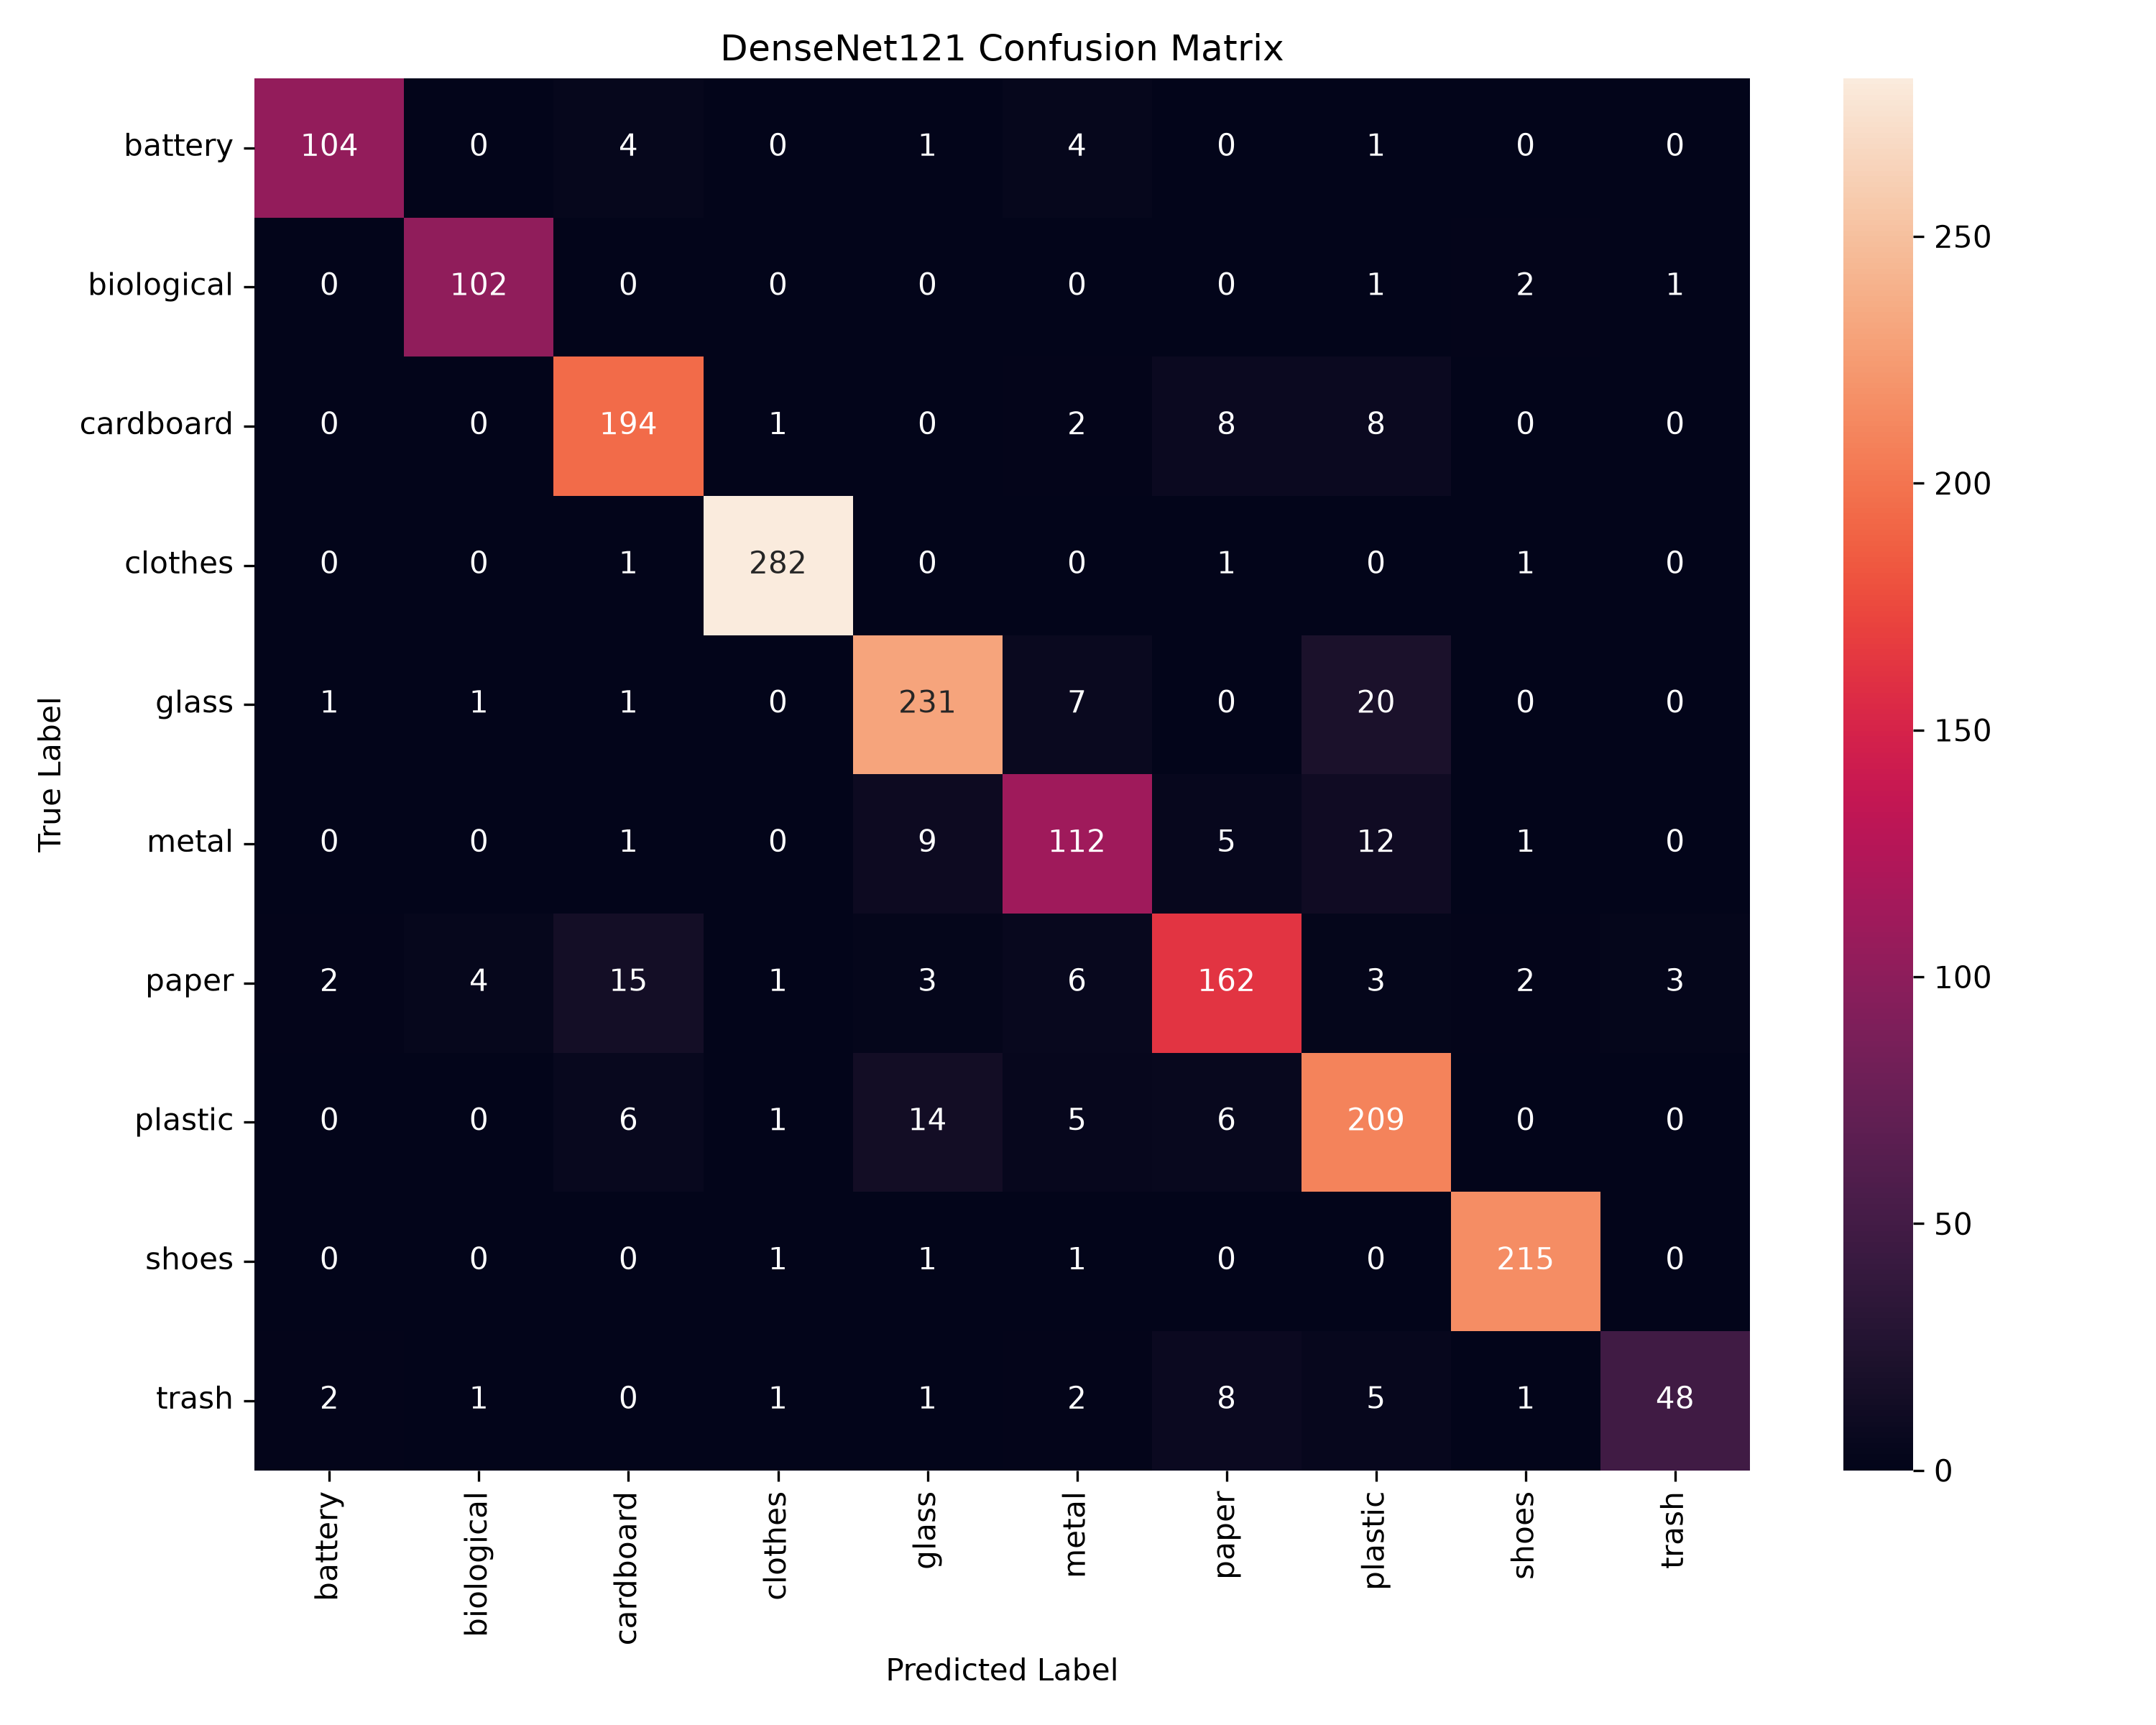 DenseNet121 Confusion Matrix
battery 104 0 4 0 1 4 0 1 0 0
biological 0 102 0 0 0 0 0 1 2 1
cardboard 0 0 194 1 0 2 8 8 0 0
clothes 0 0 1 282 0 0 1 0 1 0
glass 1 1 1 0 231 7 0 20 0 0
metal 0 0 1 0 9 112 5 12 1 0
paper 2 4 15 1 3 6 162 3 2 3
plastic 0 0 6 1 14 5 6 209 0 0
shoes 0 0 0 1 1 1 0 0 215 0
trash 2 1 0 1 1 2 8 5 1 48
True Label
battery biological cardboard clothes glass metal paper plastic shoes trash
Predicted Label
250
200
150
100
50
0